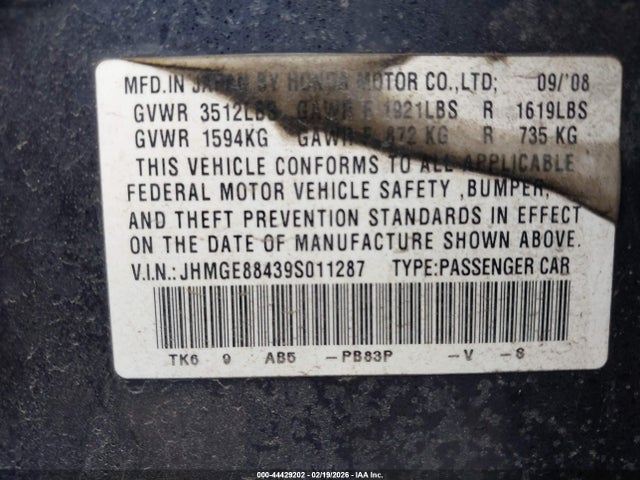 MFD.IN JAPAN BY HONDA MOTOR CO.,LTD; 09/'08
GVWR 3512LBS GAWR F 1921LBS R 1619LBS
GVWR 1594KG GAWR F 872 KG R 735 KG
THIS VEHICLE CONFORMS TO ALL APPLICABLE
FEDERAL MOTOR VEHICLE SAFETY ,BUMPER,
AND THEFT PREVENTION STANDARDS IN EFFECT
ON THE DATE OF MANUFACTURE SHOWN ABOVE.
V.I.N.:JHMGE88439S011287 TYPE:PASSENGER CAR
TK6 9 AB5 -PB83P -V -S
000-44429202 - 02/19/2026 - IAA Inc.